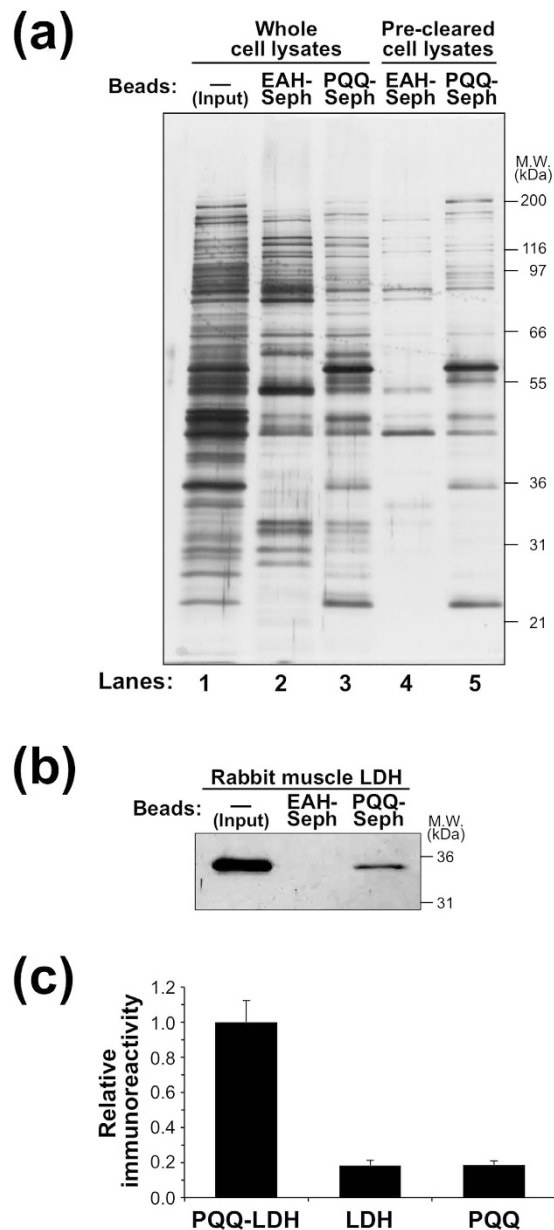 (a)
Whole cell lysates
Pre-cleared cell lysates
Beads:
— (Input)
EAH-Seph
PQQ-Seph
EAH-Seph
PQQ-Seph
M.W. (kDa)
200
116
97
66
55
36
31
21
Lanes: 1 2 3 4 5
(b)
Rabbit muscle LDH
Beads:
— (Input)
EAH-Seph
PQQ-Seph
M.W. (kDa)
36
31
(c)
Relative immunoreactivity
1.2
1.0
0.8
0.6
0.4
0.2
0.0
PQQ-LDH LDH PQQ